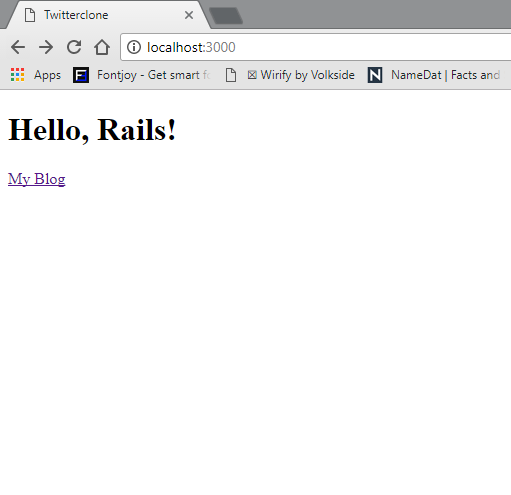 Twitterclone
localhost:3000
Apps Fontjoy - Get smart f Wirify by Volkside NameDat | Facts and
Hello, Rails!
My Blog